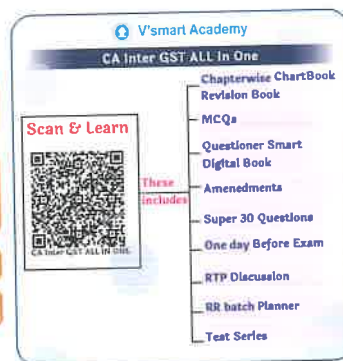 V'smart Academy
CA Inter GST ALL In One
Scan & Learn
CA Inter GST ALL IN ONE
These
includes
Chapterwise ChartBook
Revision Book
MCQs
Questioner Smart
Digital Book
Amenedments
Super 30 Questions
One day Before Exam
RTP Discussion
RR batch Planner
Test Series